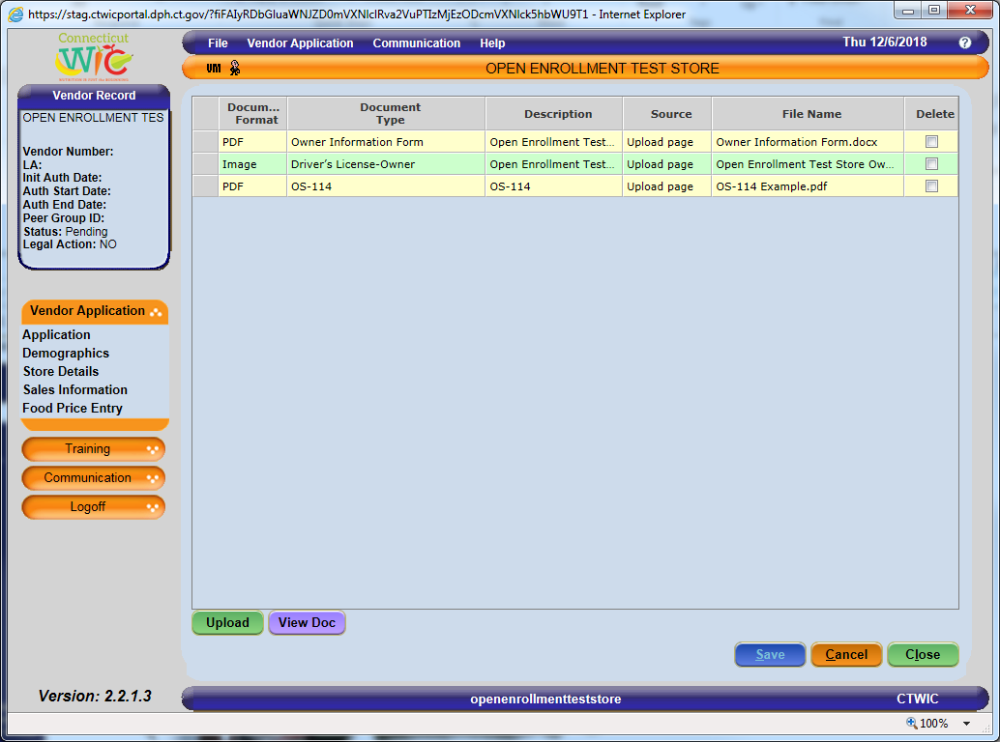 https://stag.ctwicportal.dph.ct.gov/?fiFAIyRDbGluaWNJZD0mVXNlclRva2VuPTIzMjEzODcmVXNlck5hbWU9T1 - Internet Explorer
Connecticut
WIC
File Vendor Application Communication Help Thu 12/6/2018 ?
VM OPEN ENROLLMENT TEST STORE
Vendor Record
OPEN ENROLLMENT TES
Vendor Number:
LA:
Init Auth Date:
Auth Start Date:
Auth End Date:
Peer Group ID:
Status: Pending
Legal Action: NO
Vendor Application
Application
Demographics
Store Details
Sales Information
Food Price Entry
Training
Communication
Logoff
Version: 2.2.1.3
Docum... Format Document Type Description Source File Name Delete
PDF Owner Information Form Open Enrollment Test... Upload page Owner Information Form.docx
Image Driver's License-Owner Open Enrollment Test... Upload page Open Enrollment Test Store Ow...
PDF OS-114 OS-114 Upload page OS-114 Example.pdf
Upload View Doc
Save Cancel Close
openenrollmentteststore CTWIC
100%